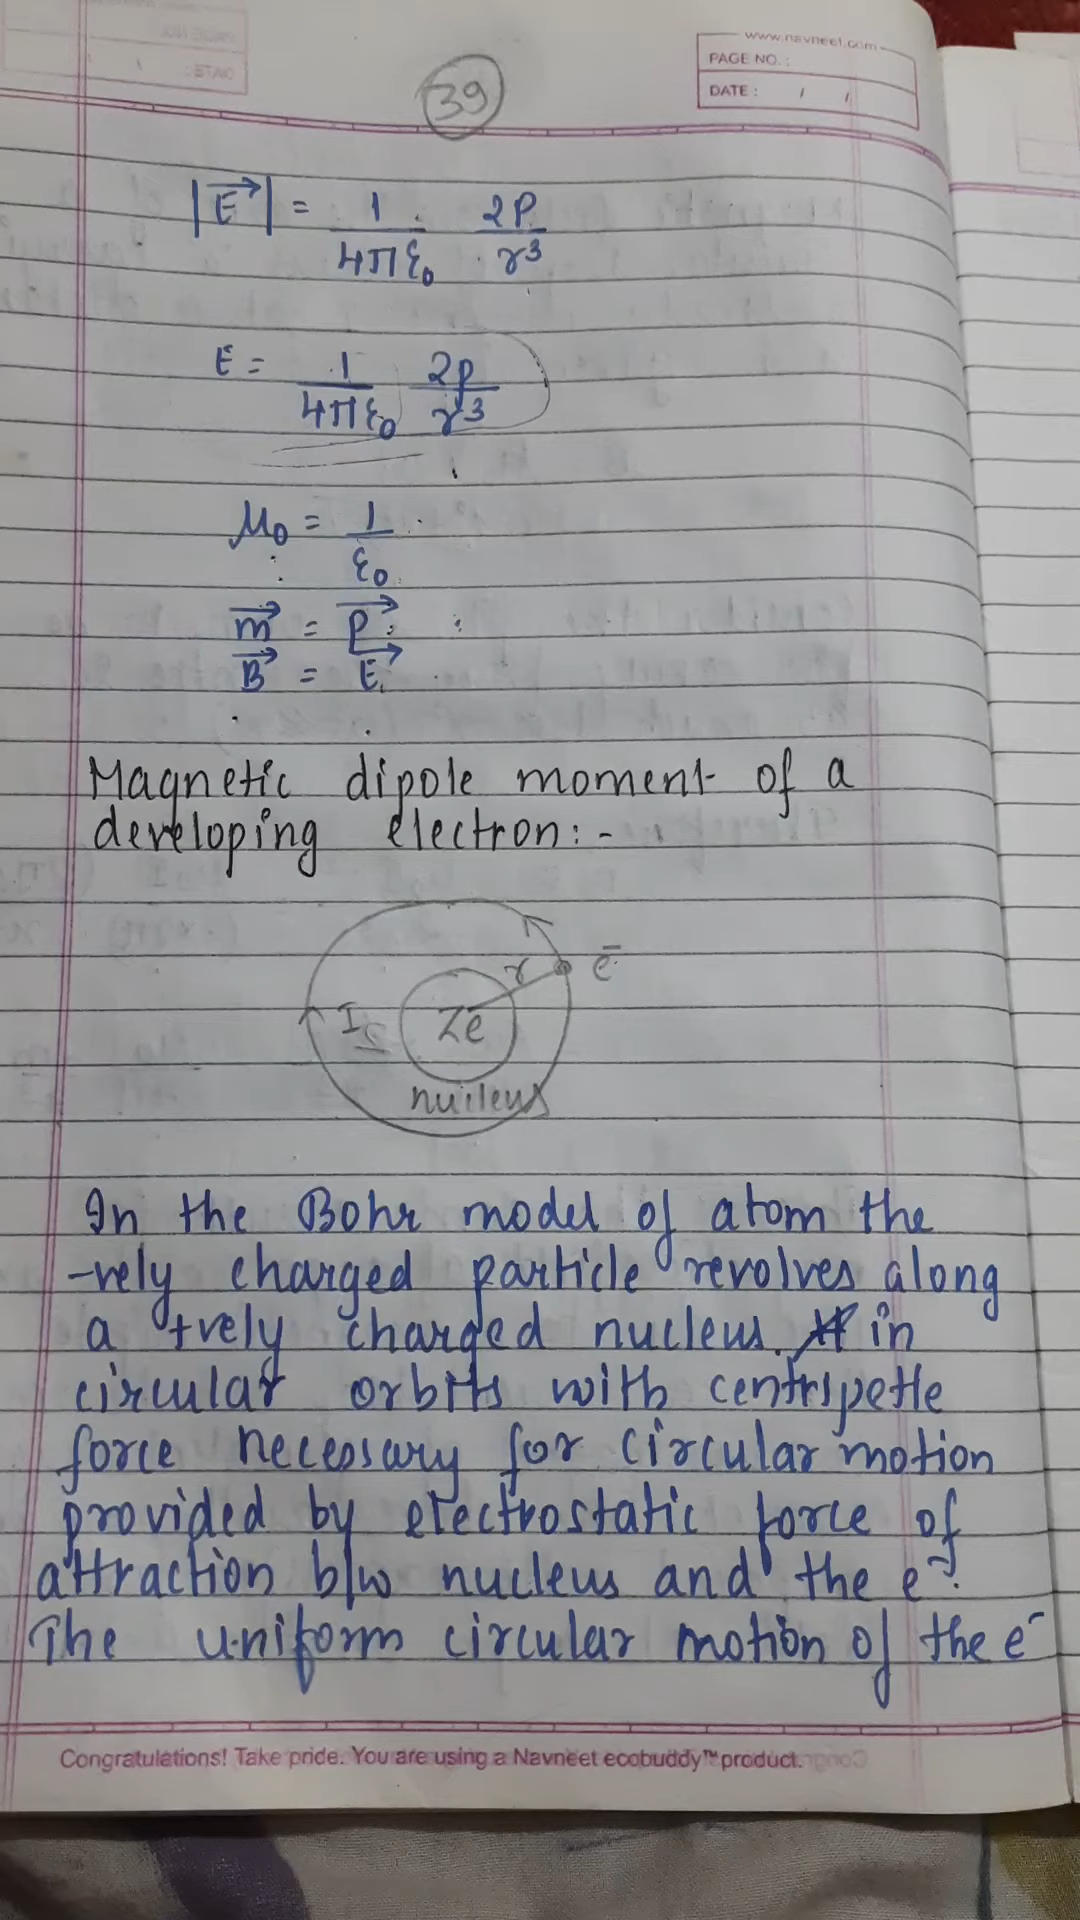 www.navneet.com
PAGE NO. :
DATE : / /
39
|E⃗| = 1/4πε₀ · 2P/r³
E = 1/4πε₀ 2p/r³
μ₀ = 1/ε₀
m⃗ = P⃗
B⃗ = E⃗
Magnetic dipole moment of a
developing electron:-
r e⁻
I Ze
nucleus
In the Bohr model of atom the
-vely charged particle revolves along
a +vely charged nucleus. in
circular orbits with centripetle
force necessary for circular motion
provided by electrostatic force of
attraction b/w nucleus and the e⁻.
The uniform circular motion of the e⁻
Congratulations! Take pride. You are using a Navneet ecobuddy™ product.